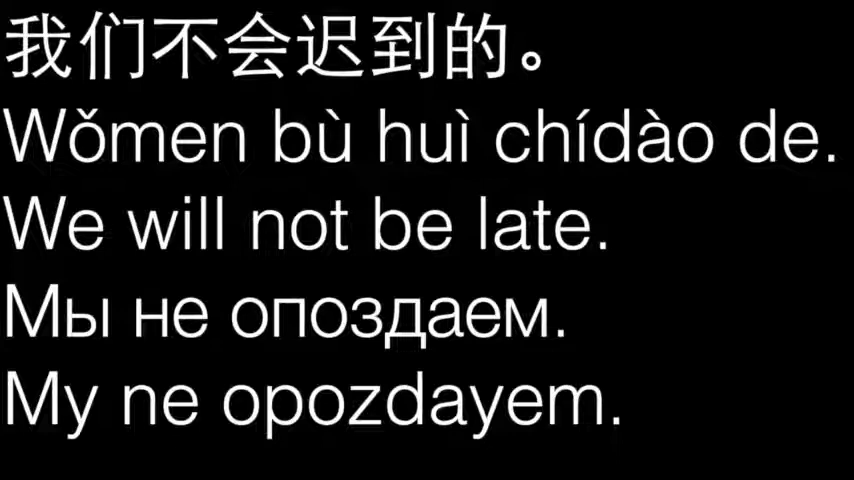 我们不会迟到的。
Wǒmen bù huì chídào de.
We will not be late.
Мы не опоздаем.
My ne opozdayem.